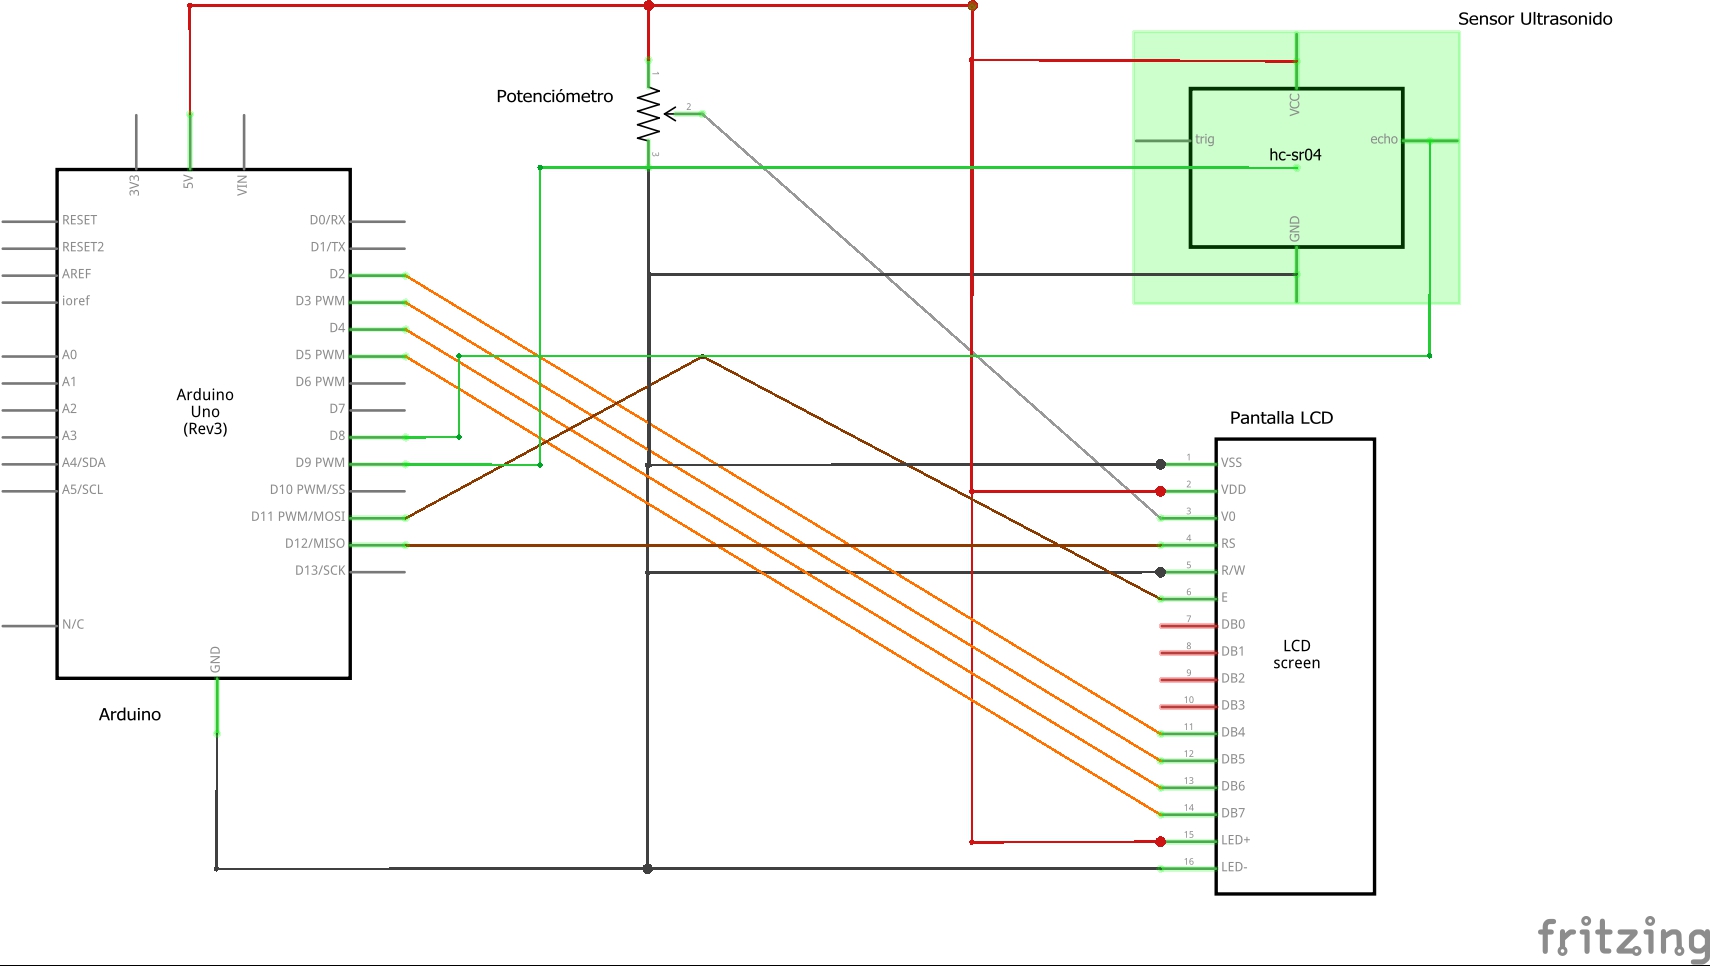 Sensor Ultrasonido
Potenciómetro
1
2
3
VCC
trig
echo
hc-sr04
GND
3V3
5V
VIN
RESET
RESET2
AREF
ioref
A0
A1
A2
A3
A4/SDA
A5/SCL
N/C
Arduino
Uno
(Rev3)
D0/RX
D1/TX
D2
D3 PWM
D4
D5 PWM
D6 PWM
D7
D8
D9 PWM
D10 PWM/SS
D11 PWM/MOSI
D12/MISO
D13/SCK
GND
Arduino
Pantalla LCD
1 VSS
2 VDD
3 V0
4 RS
5 R/W
6 E
7 DB0
8 DB1
9 DB2
10 DB3
11 DB4
12 DB5
13 DB6
14 DB7
15 LED+
16 LED-
LCD
screen
fritzing